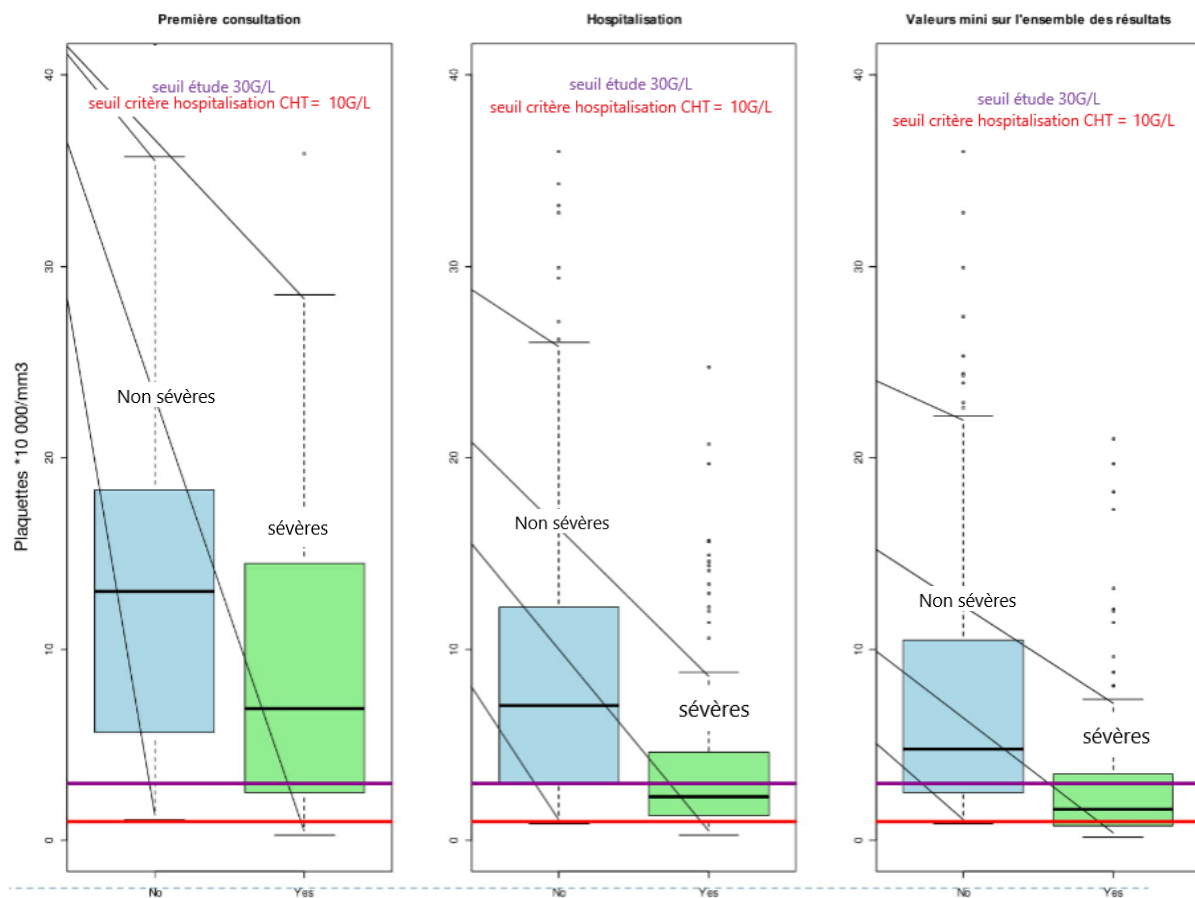 Première consultation
seuil étude 30G/L
seuil critère hospitalisation CHT = 10G/L
Plaquettes *10 000/mm3
40
30
20
10
0
Non sévères
sévères
No
Yes
Hospitalisation
seuil étude 30G/L
seuil critère hospitalisation CHT = 10G/L
40
30
20
10
0
Non sévères
sévères
No
Yes
Valeurs mini sur l'ensemble des résultats
seuil étude 30G/L
seuil critère hospitalisation CHT = 10G/L
40
30
20
10
0
Non sévères
sévères
No
Yes